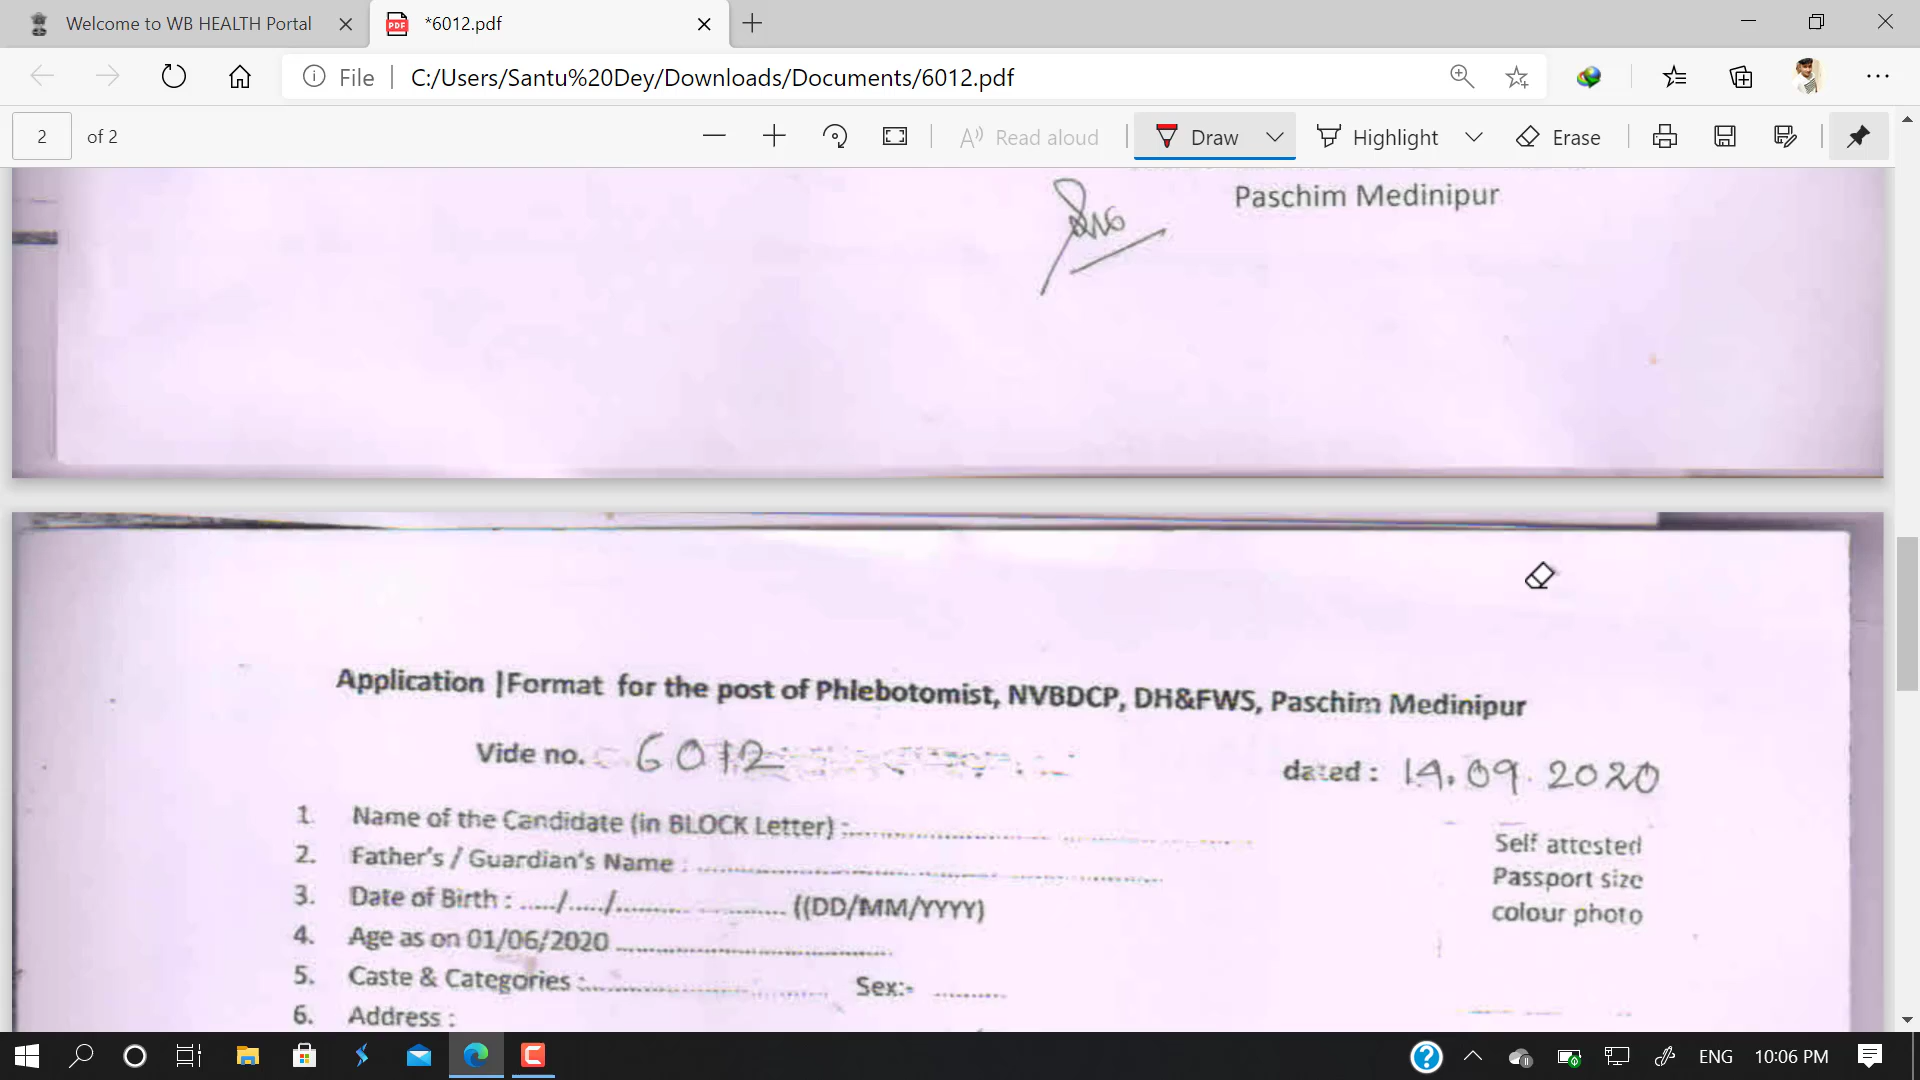 Welcome to WB HEALTH Portal
*6012.pdf
File
C:/Users/Santu%20Dey/Downloads/Documents/6012.pdf
2 of 2
Read aloud
Draw
Highlight
Erase
Paschim Medinipur
Application |Format for the post of Phlebotomist, NVBDCP, DH&FWS, Paschim Medinipur
Vide no. 6012 dated : 14.09.2020
1. Name of the Candidate (in BLOCK Letter) :
2. Father's / Guardian's Name :
3. Date of Birth : ...../...../.................... ((DD/MM/YYYY)
4. Age as on 01/06/2020
5. Caste & Categories : Sex:-
6. Address :
Self attested
Passport size
colour photo
ENG
10:06 PM